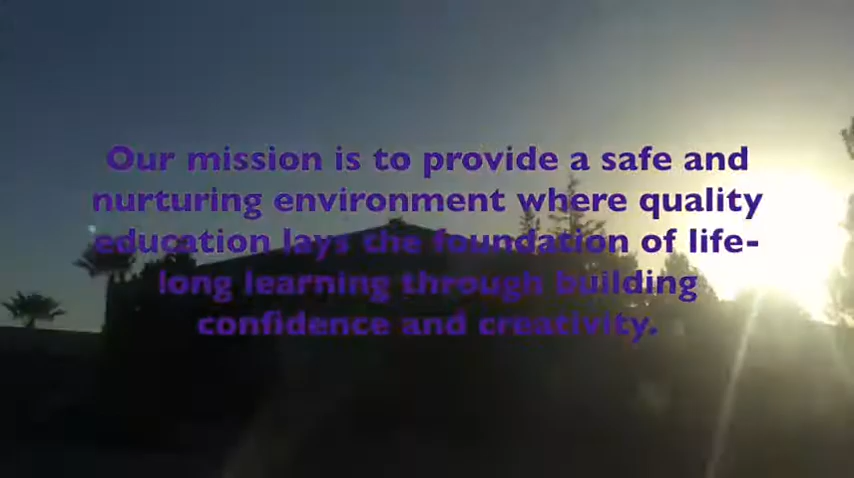 Our mission is to provide a safe and
nurturing environment where quality
education lays the foundation of life-
long learning through building
confidence and creativity.